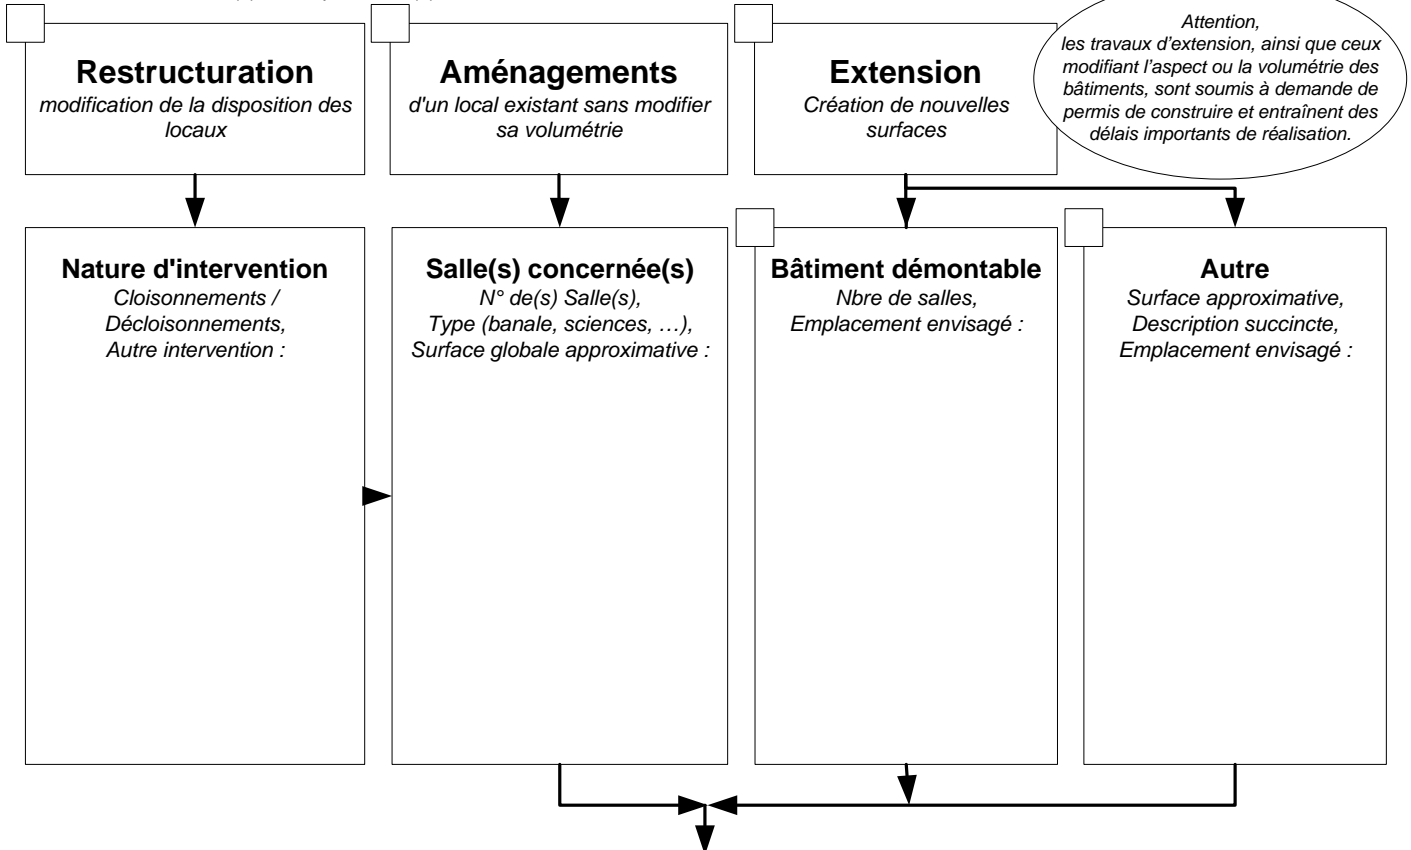 Restructuration
modification de la disposition des
locaux
Aménagements
d'un local existant sans modifier
sa volumétrie
Extension
Création de nouvelles
surfaces
Attention,
les travaux d'extension, ainsi que ceux
modifiant l'aspect ou la volumétrie des
bâtiments, sont soumis à demande de
permis de construire et entraînent des
délais importants de réalisation.
Nature d'intervention
Cloisonnements /
Décloisonnements,
Autre intervention :
Salle(s) concernée(s)
N° de(s) Salle(s),
Type (banale, sciences, …),
Surface globale approximative :
Bâtiment démontable
Nbre de salles,
Emplacement envisagé :
Autre
Surface approximative,
Description succincte,
Emplacement envisagé :